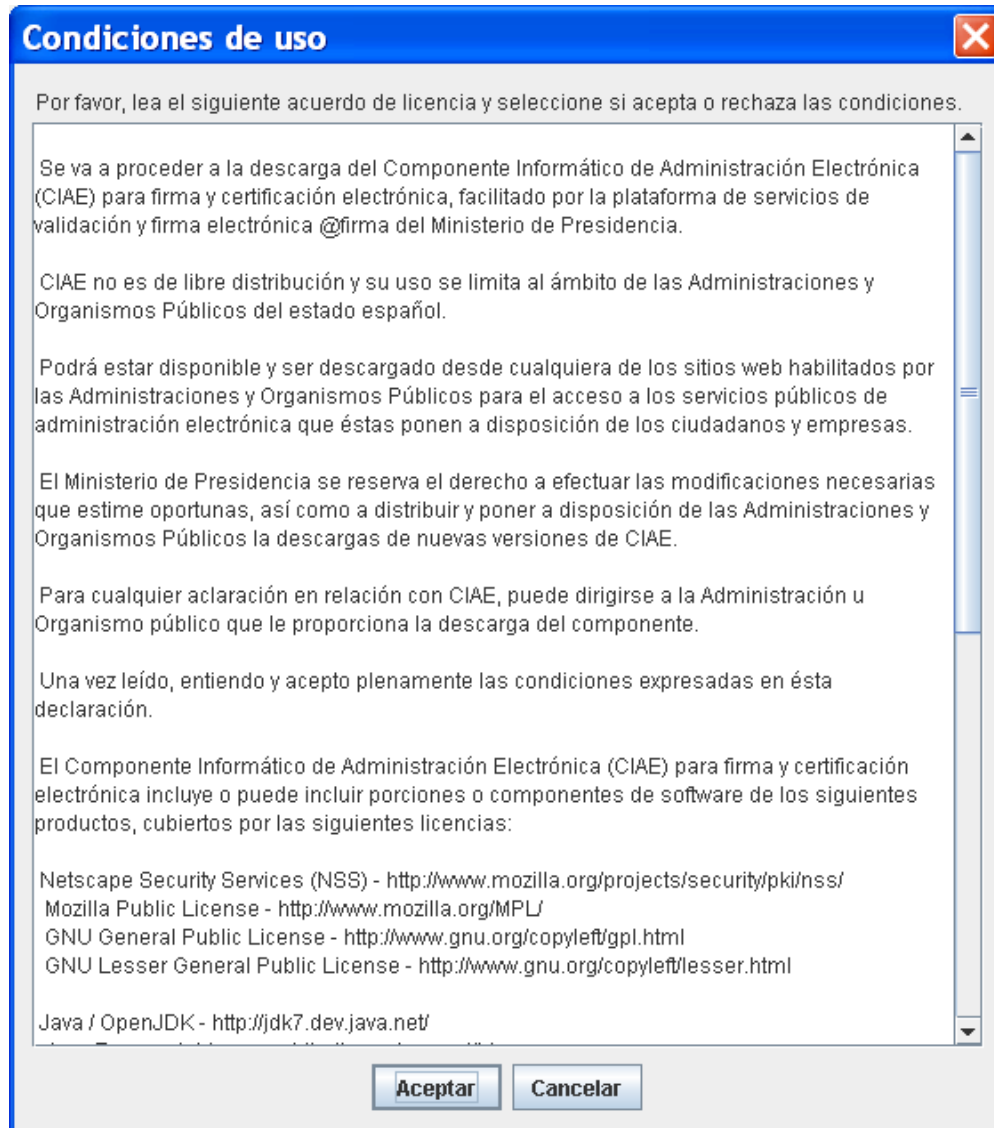 Condiciones de uso
Por favor, lea el siguiente acuerdo de licencia y seleccione si acepta o rechaza las condiciones.
Se va a proceder a la descarga del Componente Informático de Administración Electrónica
(CIAE) para firma y certificación electrónica, facilitado por la plataforma de servicios de
validación y firma electrónica @firma del Ministerio de Presidencia.
CIAE no es de libre distribución y su uso se limita al ámbito de las Administraciones y
Organismos Públicos del estado español.
Podrá estar disponible y ser descargado desde cualquiera de los sitios web habilitados por
las Administraciones y Organismos Públicos para el acceso a los servicios públicos de
administración electrónica que éstas ponen a disposición de los ciudadanos y empresas.
El Ministerio de Presidencia se reserva el derecho a efectuar las modificaciones necesarias
que estime oportunas, así como a distribuir y poner a disposición de las Administraciones y
Organismos Públicos la descargas de nuevas versiones de CIAE.
Para cualquier aclaración en relación con CIAE, puede dirigirse a la Administración u
Organismo público que le proporciona la descarga del componente.
Una vez leído, entiendo y acepto plenamente las condiciones expresadas en ésta
declaración.
El Componente Informático de Administración Electrónica (CIAE) para firma y certificación
electrónica incluye o puede incluir porciones o componentes de software de los siguientes
productos, cubiertos por las siguientes licencias:
Netscape Security Services (NSS) - http://www.mozilla.org/projects/security/pki/nss/
Mozilla Public License - http://www.mozilla.org/MPL/
GNU General Public License - http://www.gnu.org/copyleft/gpl.html
GNU Lesser General Public License - http://www.gnu.org/copyleft/lesser.html
Java / OpenJDK - http://jdk7.dev.java.net/
Aceptar Cancelar